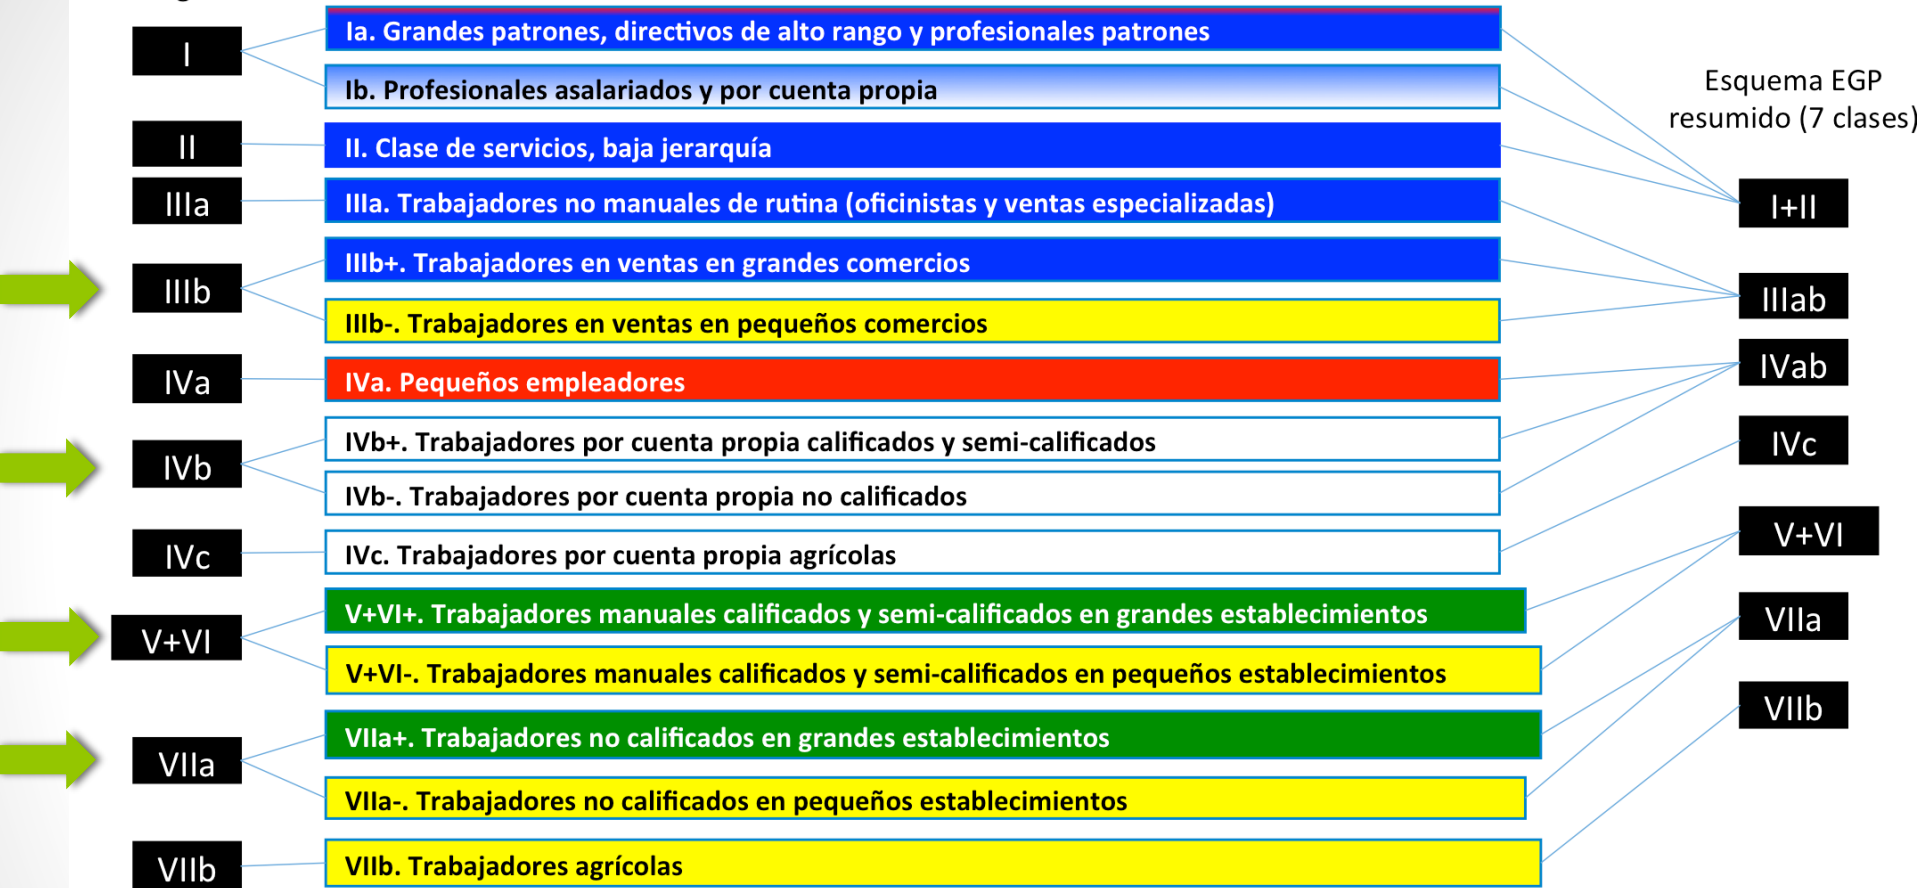 I
Ia. Grandes patrones, directivos de alto rango y profesionales patrones
Ib. Profesionales asalariados y por cuenta propia
II
II. Clase de servicios, baja jerarquía
IIIa
IIIa. Trabajadores no manuales de rutina (oficinistas y ventas especializadas)
IIIb
IIIb+. Trabajadores en ventas en grandes comercios
IIIb-. Trabajadores en ventas en pequeños comercios
IVa
IVa. Pequeños empleadores
IVb
IVb+. Trabajadores por cuenta propia calificados y semi-calificados
IVb-. Trabajadores por cuenta propia no calificados
IVc
IVc. Trabajadores por cuenta propia agrícolas
V+VI
V+VI+. Trabajadores manuales calificados y semi-calificados en grandes establecimientos
V+VI-. Trabajadores manuales calificados y semi-calificados en pequeños establecimientos
VIIa
VIIa+. Trabajadores no calificados en grandes establecimientos
VIIa-. Trabajadores no calificados en pequeños establecimientos
VIIb
VIIb. Trabajadores agrícolas
Esquema EGP
resumido (7 clases)
I+II
IIIab
IVab
IVc
V+VI
VIIa
VIIb